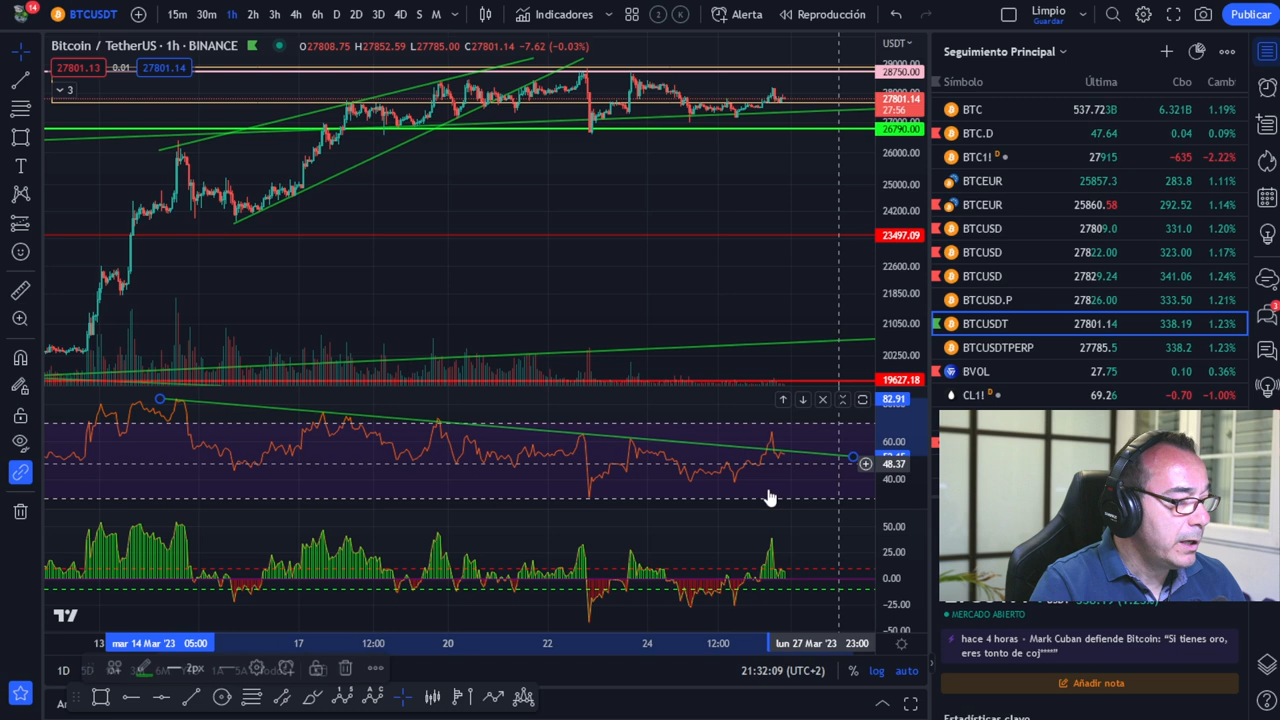 14
BTCUSDT
15m 30m 1h 2h 3h 4h 6h D 2D 3D 4D S M
Indicadores
2 K
Alerta
Reproducción
Limpio
Guardar
Publicar
Bitcoin / TetherUS · 1h · BINANCE
O27808.75 H27852.59 L27785.00 C27801.14 −7.62 (−0.03%)
27801.13 0.01 27801.14
3
USDT
28750.00
27801.14
27:56
26790.00
26000.00
25000.00
24200.00
23497.09
22600.00
21850.00
21050.00
20250.00
19627.18
82.91
60.00
48.37
40.00
50.00
25.00
0.00
−25.00
−50.00
13 mar 14 Mar '23 05:00 17 12:00 20 22 24 12:00 lun 27 Mar '23 23:00
1D
2px
21:32:09 (UTC+2) % log auto
Seguimiento Principal
Símbolo Última Cbo Camb
BTC 537.723B 6.321B 1.19%
BTC.D 47.64 0.04 0.09%
BTC1! D 27915 −635 −2.22%
BTCEUR 25857.3 283.8 1.11%
BTCEUR 25860.58 292.52 1.14%
BTCUSD 27809.0 331.0 1.20%
BTCUSD 27822.00 323.00 1.17%
BTCUSD 27829.24 341.06 1.24%
BTCUSD.P 27826.00 333.50 1.21%
BTCUSDT 27801.14 338.19 1.23%
BTCUSDTPERP 27785.5 338.2 1.23%
BVOL 27.75 0.10 0.36%
CL1! D 69.26 −0.70 −1.00%
MERCADO ABIERTO
hace 4 horas · Mark Cuban defiende Bitcoin: “Si tienes oro,
eres tonto de coj****”
Añadir nota
3